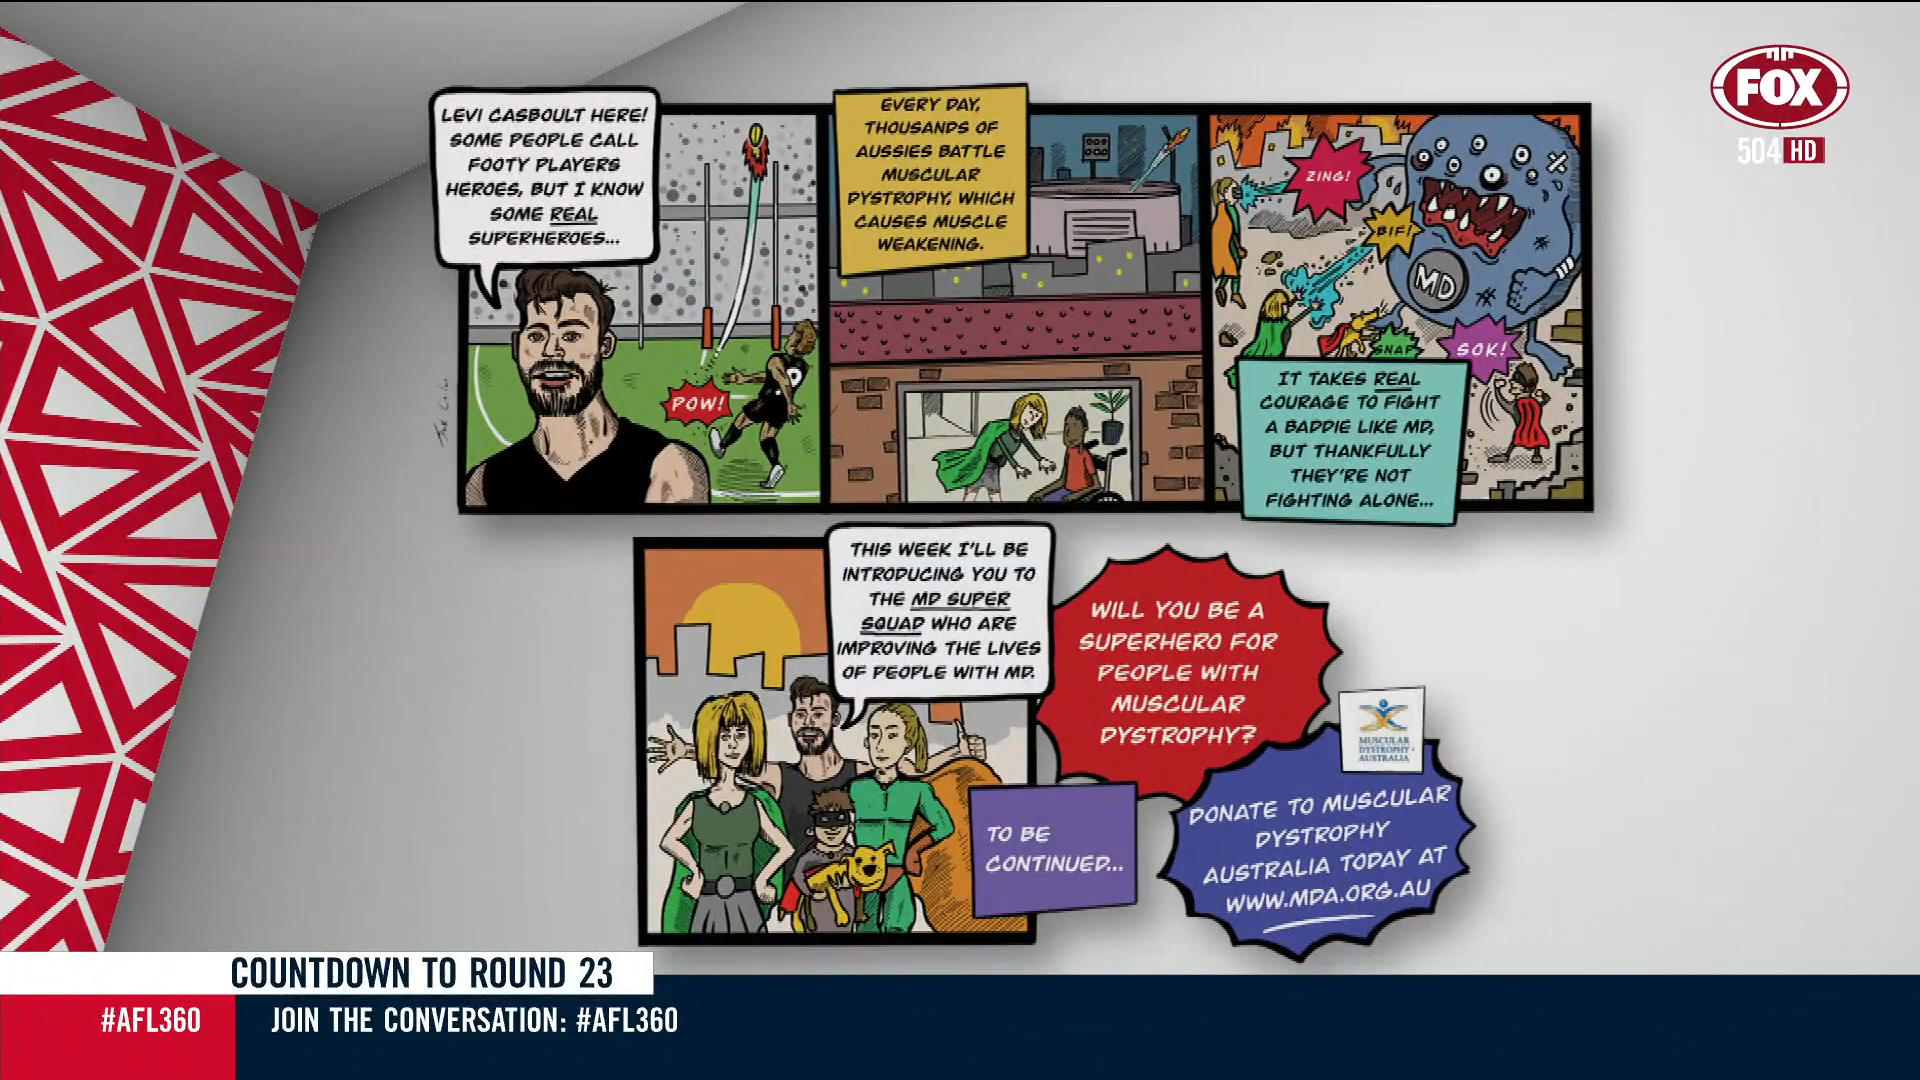 LEVI CASBOULT HERE!
SOME PEOPLE CALL
FOOTY PLAYERS
HEROES, BUT I KNOW
SOME REAL
SUPERHEROES...
POW!
EVERY DAY,
THOUSANDS OF
AUSSIES BATTLE
MUSCULAR
DYSTROPHY, WHICH
CAUSES MUSCLE
WEAKENING.
ZING!
BIF!
MD
SNAP
SOK!
IT TAKES REAL
COURAGE TO FIGHT
A BADDIE LIKE MD,
BUT THANKFULLY
THEY'RE NOT
FIGHTING ALONE...
FOX
504 HD
THIS WEEK I'LL BE
INTRODUCING YOU TO
THE MD SUPER
SQUAD WHO ARE
IMPROVING THE LIVES
OF PEOPLE WITH MD.
TO BE
CONTINUED...
WILL YOU BE A
SUPERHERO FOR
PEOPLE WITH
MUSCULAR
DYSTROPHY?
MUSCULAR
DYSTROPHY
AUSTRALIA
DONATE TO MUSCULAR
DYSTROPHY
AUSTRALIA TODAY AT
WWW.MDA.ORG.AU
COUNTDOWN TO ROUND 23
#AFL360
JOIN THE CONVERSATION: #AFL360